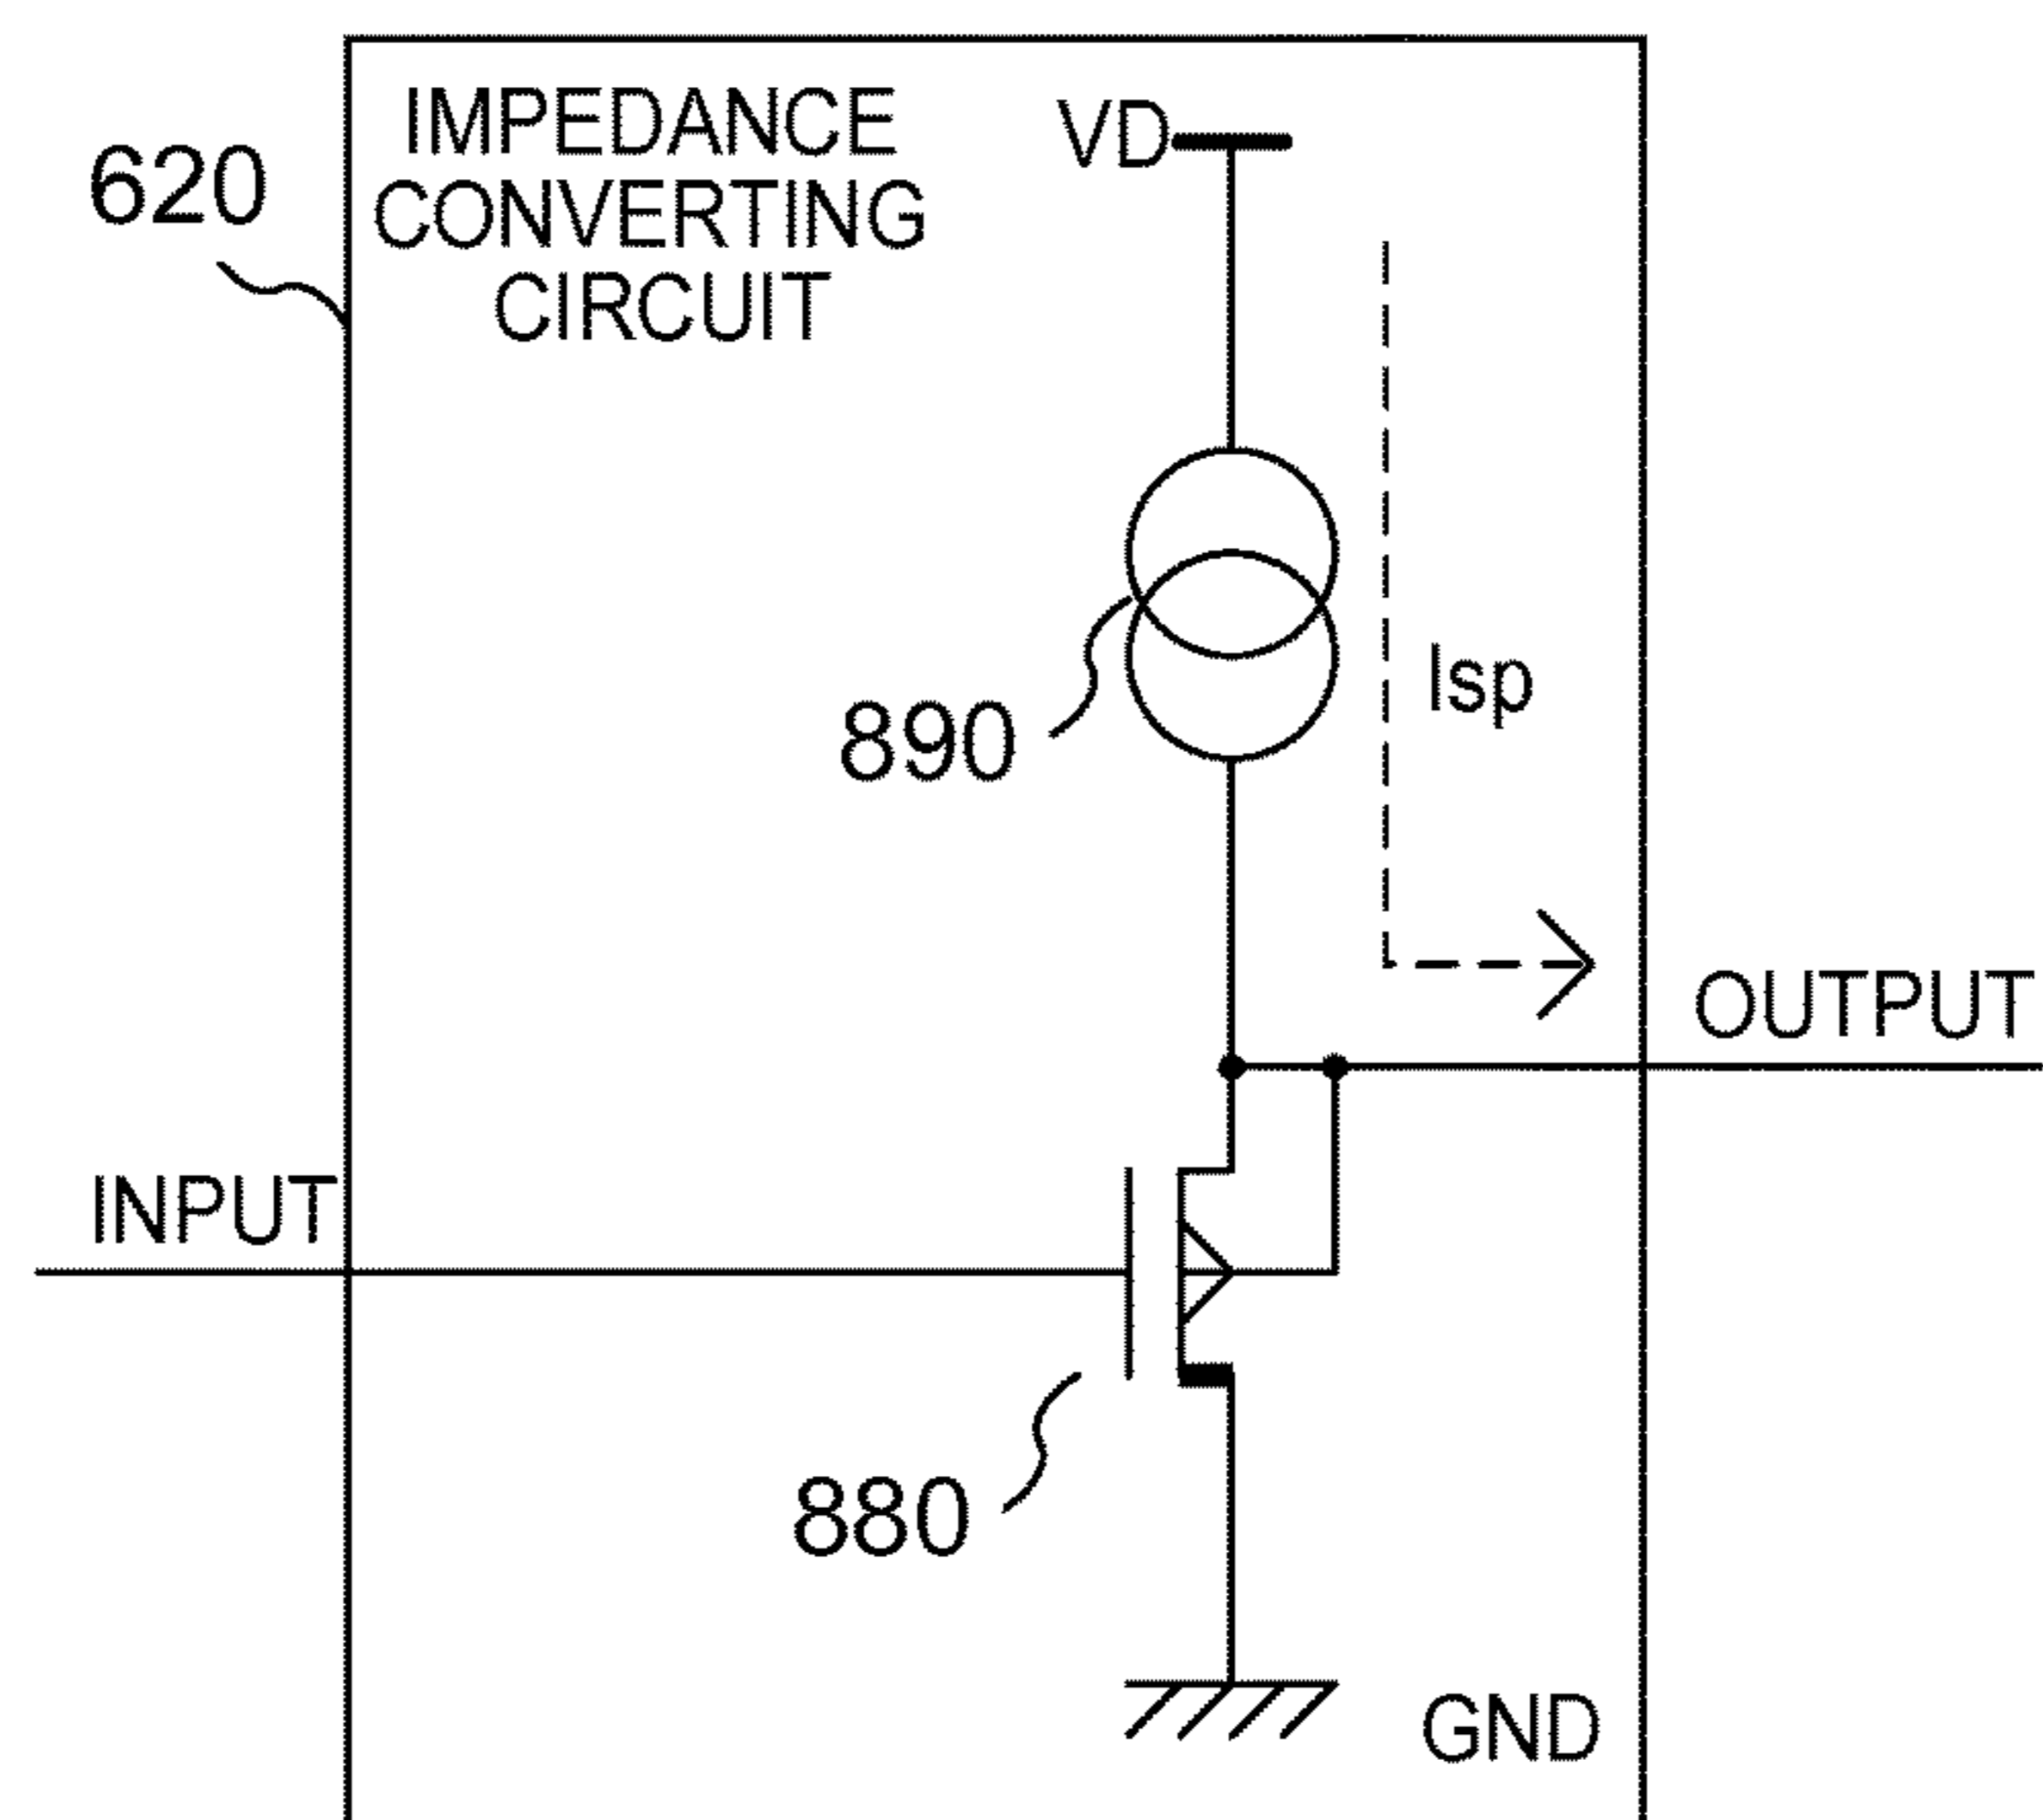 IMPEDANCE
CONVERTING
CIRCUIT
VD
620
Isp
890
OUTPUT
INPUT
880
GND